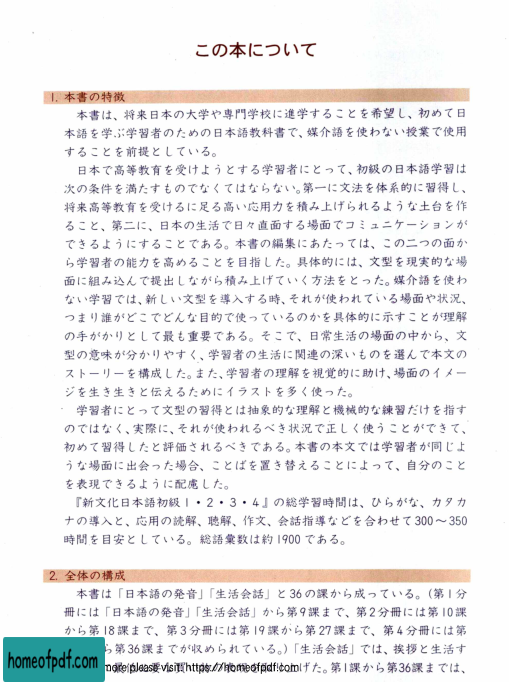 この本について
1. 本書の特徴
本書は、将来日本の大学や専門学校に進学することを希望し、初めて日
本語を学ぶ学習者のための日本語教科書で、媒介語を使わない授業で使用
することを前提としている。
日本で高等教育を受けようとする学習者にとって、初級の日本語学習は
次の条件を満たすものでなくてはならない。第一に文法を体系的に習得し、
将来高等教育を受けるに足る高い応用力を積み上げられるような土台を作
ること、第二に、日本の生活で日々直面する場面でコミュニケーションが
できるようにすることである。本書の編集にあたっては、この二つの面か
ら学習者の能力を高めることを目指した。具体的には、文型を現実的な場
面に組み込んで提出しながら積み上げていく方法をとった。媒介語を使わ
ない学習では、新しい文型を導入する時、それが使われている場面や状況、
つまり誰がどこでどんな目的で使っているのかを具体的に示すことが理解
の手がかりとして最も重要である。そこで、日常生活の場面の中から、文
型の意味が分かりやすく、学習者の生活に関連の深いものを選んで本文の
ストーリーを構成した。また、学習者の理解を視覚的に助け、場面のイメー
ジを生き生きと伝えるためにイラストを多く使った。
学習者にとって文型の習得とは抽象的な理解と機械的な練習だけを指す
のではなく、実際に、それが使われるべき状況で正しく使うことができて、
初めて習得したと評価されるべきである。本書の本文では学習者が同じよ
うな場面に出会った場合、ことばを置き替えることによって、自分のこと
を表現できるように配慮した。
『新文化日本語初級1・2・3・4』の総学習時間は、ひらがな、カタカ
ナの導入と、応用の読解、聴解、作文、会話指導などを合わせて300〜350
時間を目安としている。総語彙数は約1900である。
2. 全体の構成
本書は「日本語の発音」「生活会話」と36の課から成っている。(第1分
冊には「日本語の発音」「生活会話」から第9課まで、第2分冊には第10課
から第18課まで、第3分冊には第19課から第27課まで、第4分冊には第
ら第36課までが収められている。)「生活会話」では、挨拶と生活す
homeofpdf.com
more please visit https://homeofpdf.com
げた。第1課から第36課までは、